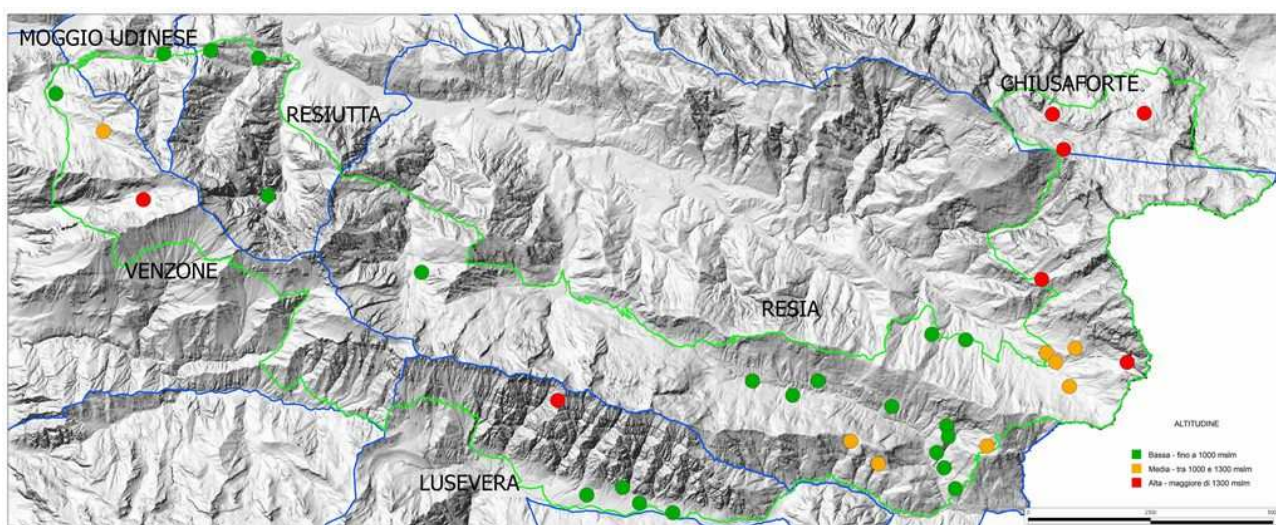 MOGGIO UDINESE
CHIUSAFORTE
RESIUTTA
VENZONE
RESIA
LUSEVERA
ALTITUDINE
Bassa - fino a 1000 mslm
Media - tra 1000 e 1300 mslm
Alta - maggiore di 1300 mslm
0